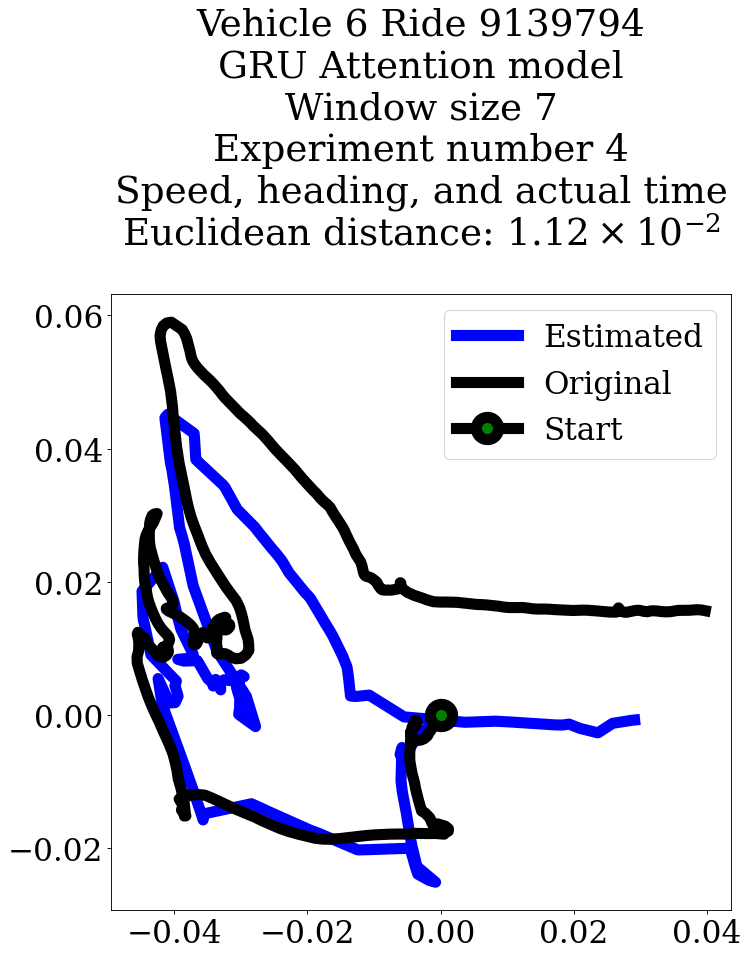 Vehicle 6 Ride 9139794
GRU Attention model
Window size 7
Experiment number 4
Speed, heading, and actual time
Euclidean distance: 1.12 × 10⁻²
0.06
0.04
0.02
0.00
−0.02
Estimated
Original
Start
−0.04
−0.02
0.00
0.02
0.04